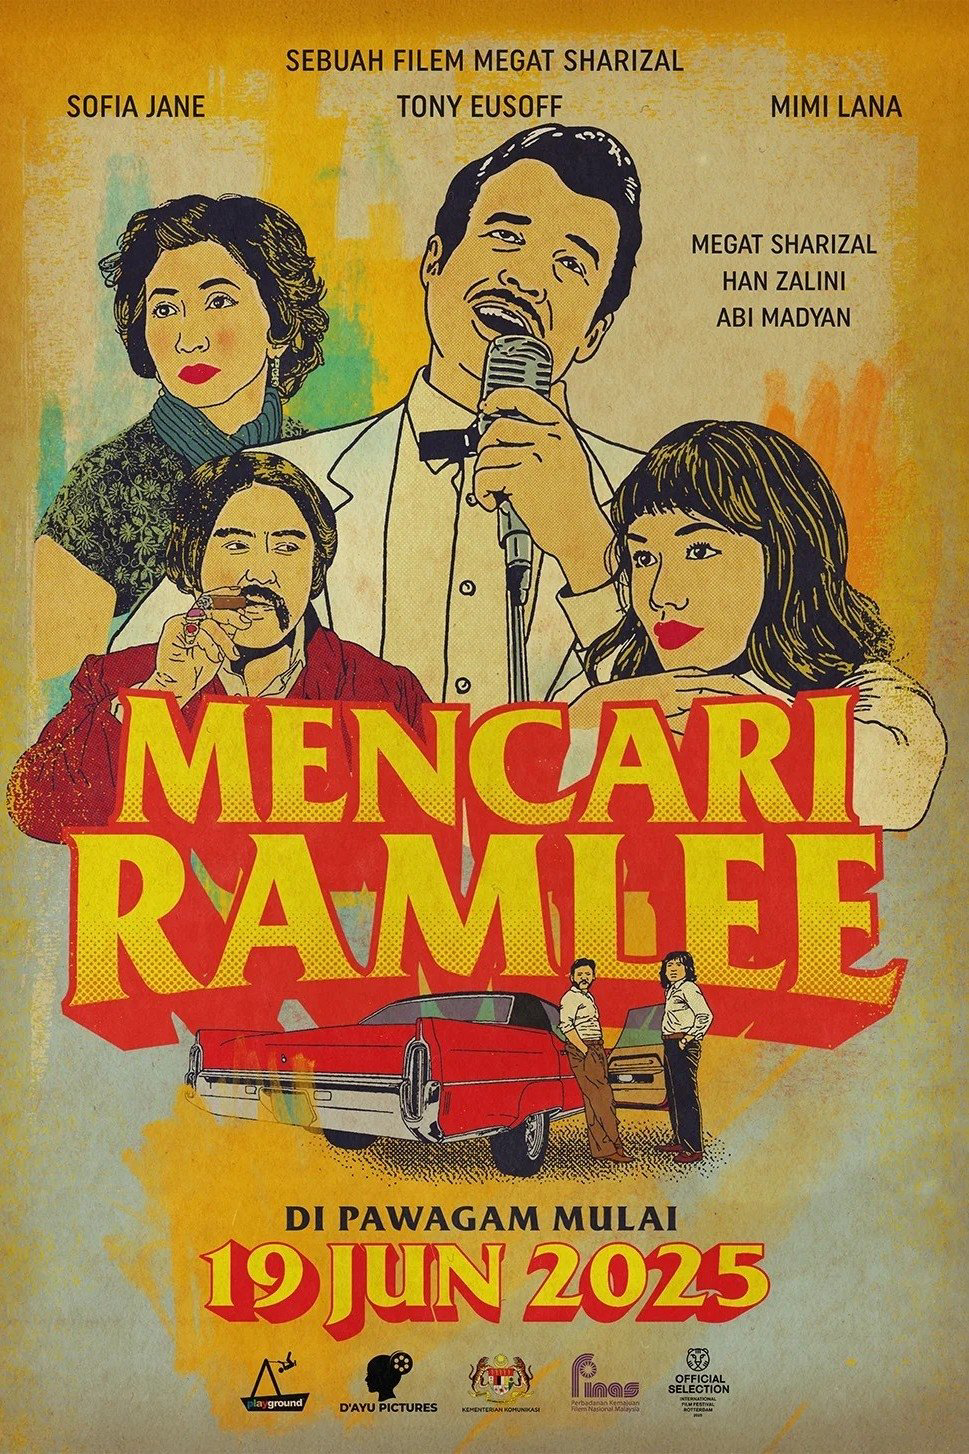 SEBUAH FILEM MEGAT SHARIZAL
SOFIA JANE
TONY EUSOFF
MIMI LANA
MEGAT SHARIZAL
HAN ZALINI
ABI MADYAN
MENCARI
RAMLEE
DI PAWAGAM MULAI
19 JUN 2025
playground
D'AYU PICTURES
KEMENTERIAN KOMUNIKASI
Finas
Perbadanan Kemajuan
Filem Nasional Malaysia
OFFICIAL
SELECTION
INTERNATIONAL
FILM FESTIVAL
ROTTERDAM
2025